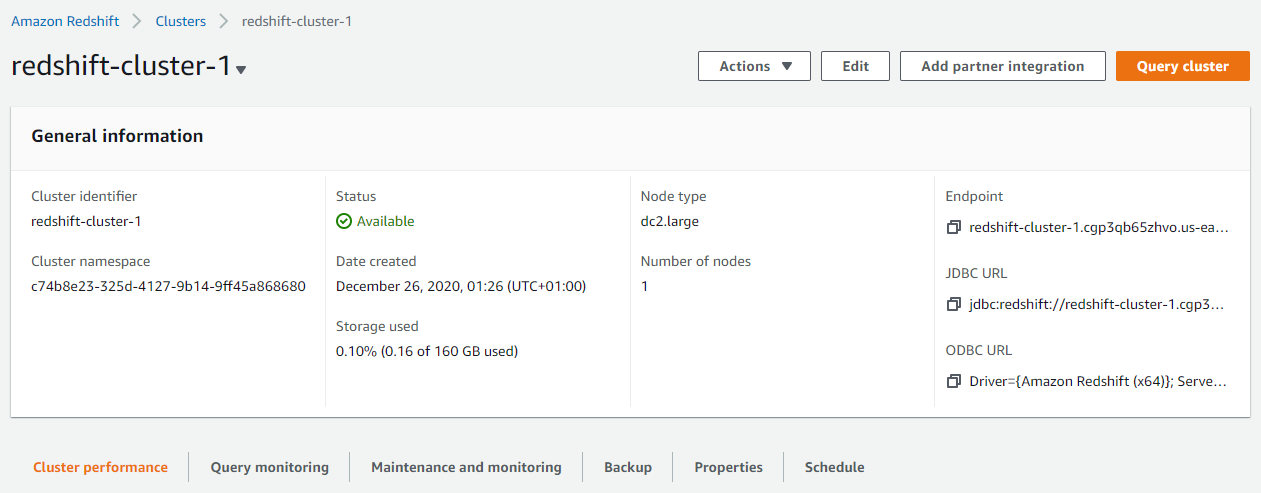 Amazon Redshift > Clusters > redshift-cluster-1
redshift-cluster-1
Actions Edit Add partner integration Query cluster
General information
Cluster identifier
redshift-cluster-1
Cluster namespace
c74b8e23-325d-4127-9b14-9ff45a868680
Status
Available
Date created
December 26, 2020, 01:26 (UTC+01:00)
Storage used
0.10% (0.16 of 160 GB used)
Node type
dc2.large
Number of nodes
1
Endpoint
redshift-cluster-1.cgp3qb65zhvo.us-ea...
JDBC URL
jdbc:redshift://redshift-cluster-1.cgp3...
ODBC URL
Driver={Amazon Redshift (x64)}; Serve...
Cluster performance Query monitoring Maintenance and monitoring Backup Properties Schedule